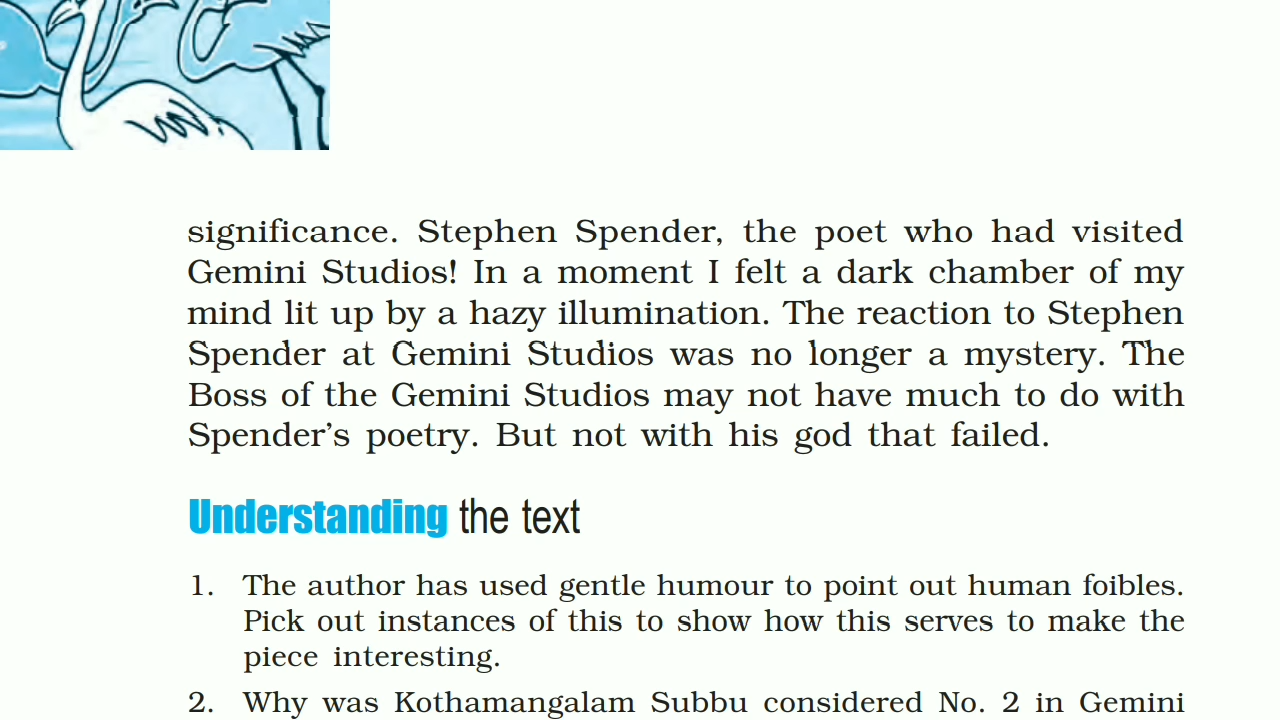 significance. Stephen Spender, the poet who had visited
Gemini Studios! In a moment I felt a dark chamber of my
mind lit up by a hazy illumination. The reaction to Stephen
Spender at Gemini Studios was no longer a mystery. The
Boss of the Gemini Studios may not have much to do with
Spender’s poetry. But not with his god that failed.
Understanding the text
1. The author has used gentle humour to point out human foibles.
Pick out instances of this to show how this serves to make the
piece interesting.
2. Why was Kothamangalam Subbu considered No. 2 in Gemini